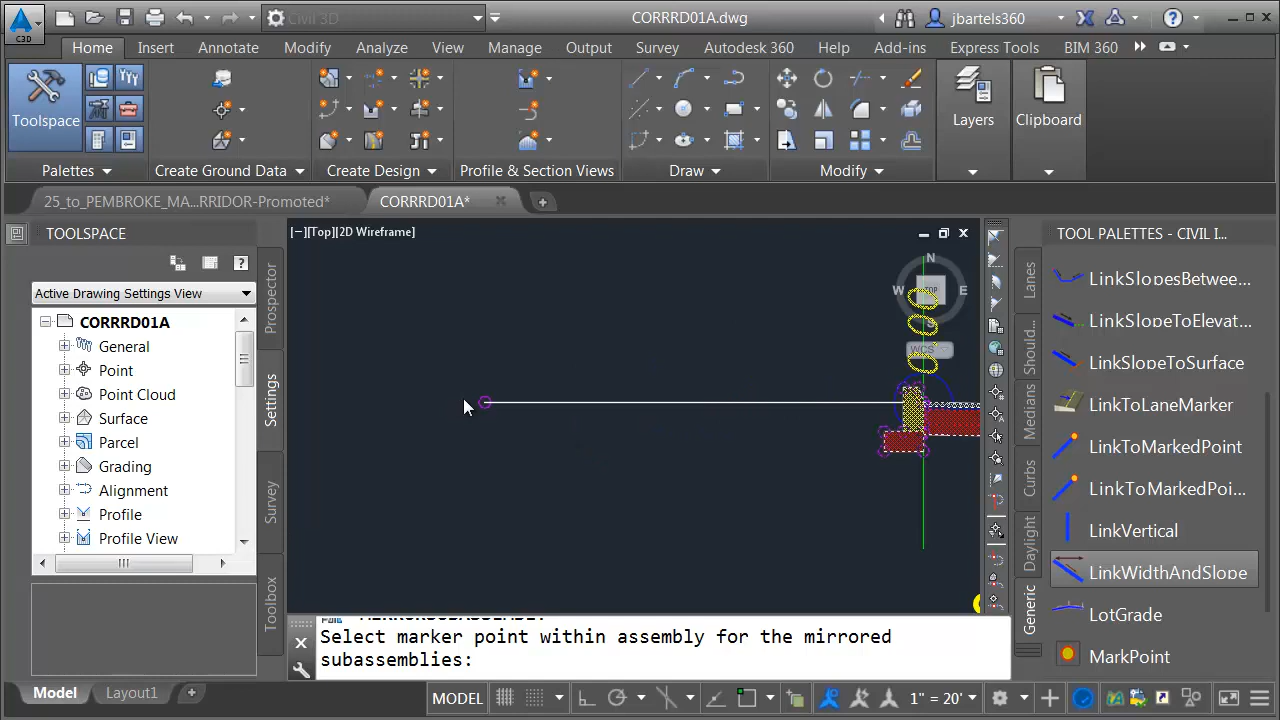 C3D
Civil 3D
CORRRD01A.dwg
jbartels360
Home Insert Annotate Modify Analyze View Manage Output Survey Autodesk 360 Help Add-ins Express Tools BIM 360
Toolspace
Layers
Clipboard
Palettes Create Ground Data Create Design Profile & Section Views Draw Modify
25_to_PEMBROKE_MA...RRIDOR-Promoted* CORRRD01A*
TOOLSPACE
Active Drawing Settings View
CORRRD01A
General
Point
Point Cloud
Surface
Parcel
Grading
Alignment
Profile
Profile View
Prospector
Settings
Survey
Toolbox
[−][Top][2D Wireframe]
N
W
E
WCS
TOOL PALETTES - CIVIL I...
Lanes
Should...
Medians
Curbs
Daylight
Generic
LinkSlopesBetwee...
LinkSlopeToElevat...
LinkSlopeToSurface
LinkToLaneMarker
LinkToMarkedPoint
LinkToMarkedPoi...
LinkVertical
LinkWidthAndSlope
LotGrade
MarkPoint
Select marker point within assembly for the mirrored
subassemblies:
Model Layout1
MODEL
1" = 20'